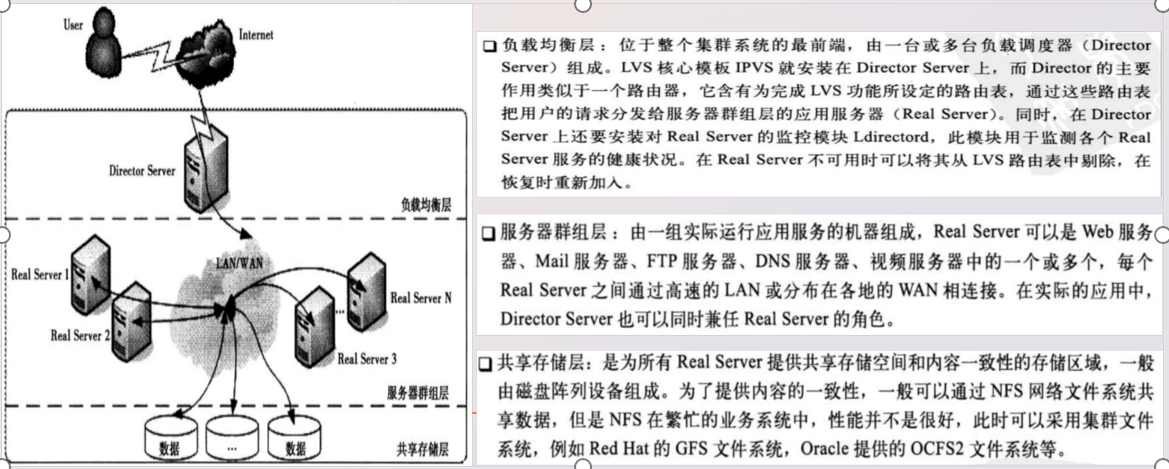 User
Internet
Director Server
负载均衡层
LAN/WAN
Real Server 1
Real Server N
Real Server 2
...
Real Server 3
服务器群组层
数据
...
数据
共享存储层
负载均衡层：位于整个集群系统的最前端，由一台或多台负载调度器（Director
Server）组成。LVS 核心模板 IPVS 就安装在 Director Server 上，而 Director 的主要
作用类似于一个路由器，它含有为完成 LVS 功能所设定的路由表，通过这些路由表
把用户的请求分发给服务器群组层的应用服务器（Real Server）。同时，在 Director
Server 上还要安装对 Real Server 的监控模块 Ldirectord，此模块用于监测各个 Real
Server 服务的健康状况。在 Real Server 不可用时可以将其从 LVS 路由表中剔除，在
恢复时重新加入。
服务器群组层：由一组实际运行应用服务的机器组成，Real Server 可以是 Web 服务
器、Mail 服务器、FTP 服务器、DNS 服务器、视频服务器中的一个或多个，每个
Real Server 之间通过高速的 LAN 或分布在各地的 WAN 相连接。在实际的应用中，
Director Server 也可以同时兼任 Real Server 的角色。
共享存储层：是为所有 Real Server 提供共享存储空间和内容一致性的存储区域，一般
由磁盘阵列设备组成。为了提供内容的一致性，一般可以通过 NFS 网络文件系统共
享数据，但是 NFS 在繁忙的业务系统中，性能并不是很好，此时可以采用集群文件
系统，例如 Red Hat 的 GFS 文件系统，Oracle 提供的 OCFS2 文件系统等。